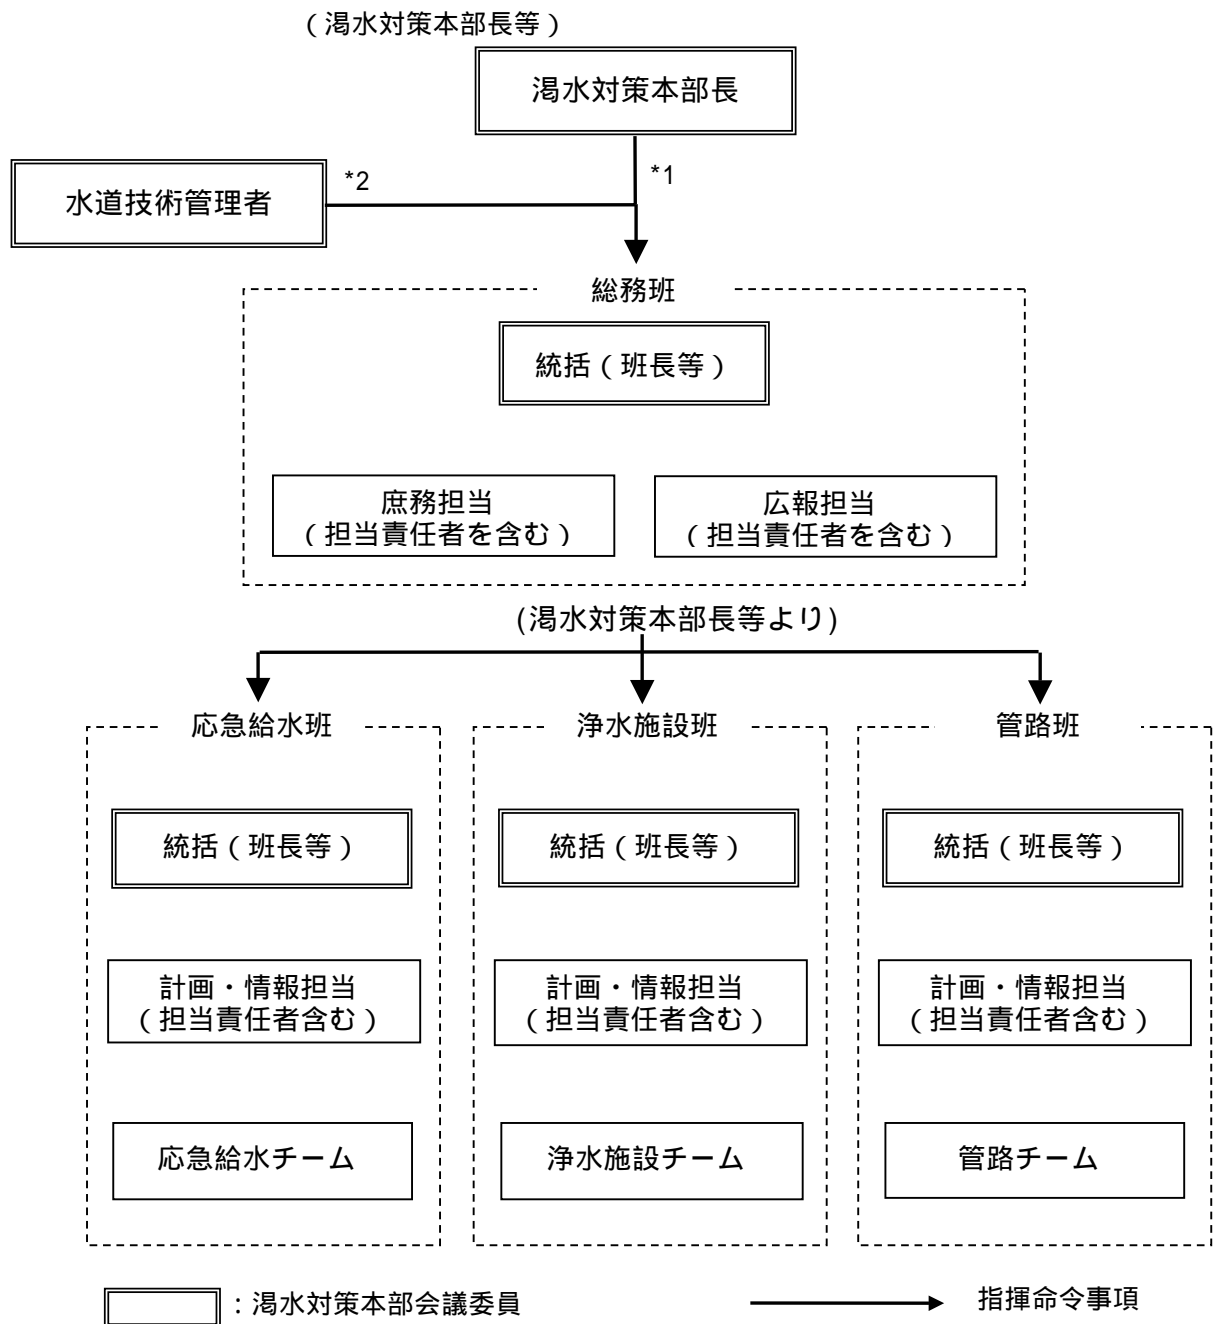 （渇水対策本部長等）
渇水対策本部長
*1
*2
水道技術管理者
総務班
統括（班長等）
庶務担当
（担当責任者を含む）
広報担当
（担当責任者を含む）
(渇水対策本部長等より)
応急給水班
統括（班長等）
計画・情報担当
（担当責任者含む）
応急給水チーム
浄水施設班
統括（班長等）
計画・情報担当
（担当責任者含む）
浄水施設チーム
管路班
統括（班長等）
計画・情報担当
（担当責任者含む）
管路チーム
：渇水対策本部会議委員
指揮命令事項